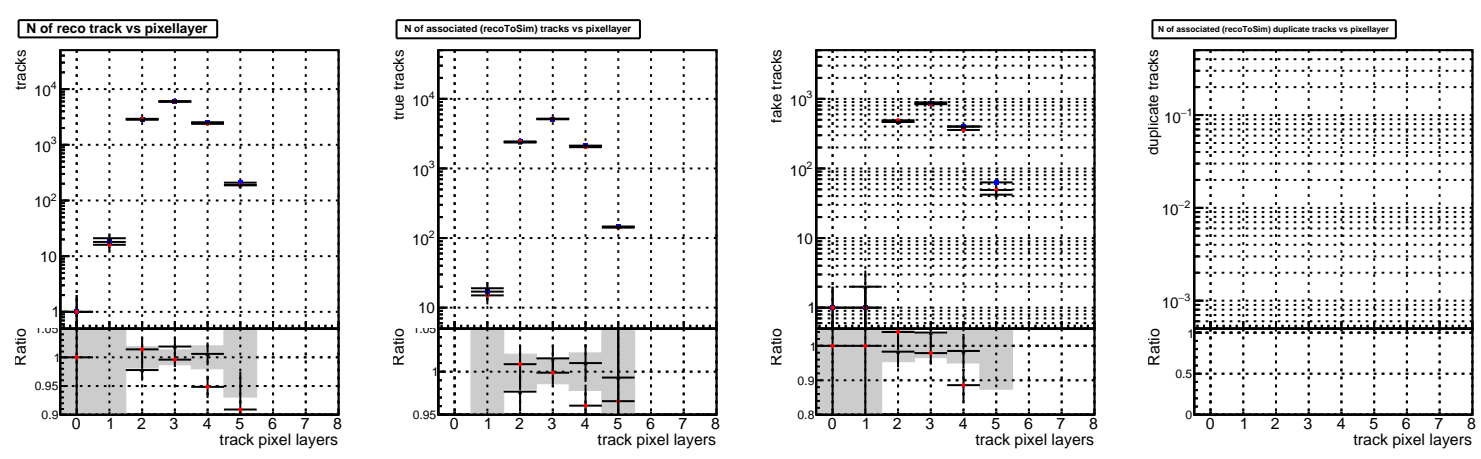 N of reco track vs pixellayer
tracks
10⁴
10³
10²
10
1
1.05
1
0.95
0.9
Ratio
0 1 2 3 4 5 6 7 8
track pixel layers
N of associated (recoToSim) tracks vs pixellayer
true tracks
10⁴
10³
10²
10
1.05
1
0.95
Ratio
0 1 2 3 4 5 6 7 8
track pixel layers
fake tracks
10³
10²
10
1
1
0.9
0.8
Ratio
0 1 2 3 4 5 6 7 8
track pixel layers
N of associated (recoToSim) duplicate tracks vs pixellayer
duplicate tracks
10⁻¹
10⁻²
10⁻³
1
0.5
0
Ratio
0 1 2 3 4 5 6 7 8
track pixel layers